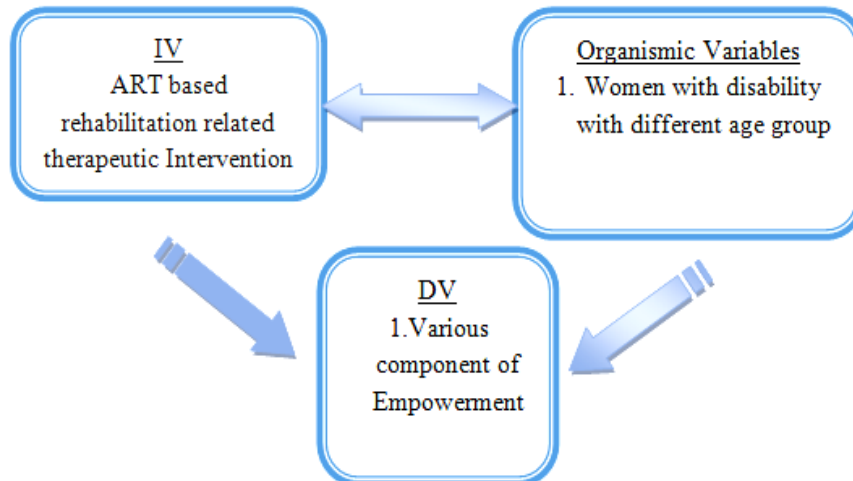 IV
ART based
rehabilitation related
therapeutic Intervention
Organismic Variables
1. Women with disability
with different age group
DV
1.Various
component of
Empowerment